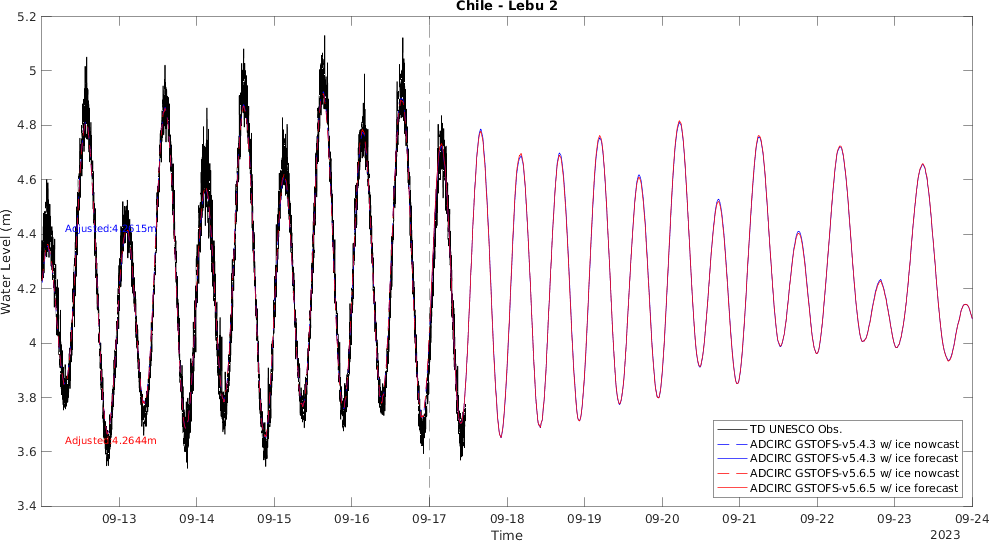 Chile - Lebu 2
5.2
5
4.8
4.6
4.4
4.2
4
3.8
3.6
3.4
Water Level (m)
Adjusted:4.2615m
Adjusted:4.2644m
TD UNESCO Obs.
ADCIRC GSTOFS-v5.4.3 w/ ice nowcast
ADCIRC GSTOFS-v5.4.3 w/ ice forecast
ADCIRC GSTOFS-v5.6.5 w/ ice nowcast
ADCIRC GSTOFS-v5.6.5 w/ ice forecast
09-13 09-14 09-15 09-16 09-17 09-18 09-19 09-20 09-21 09-22 09-23 09-24
Time
2023